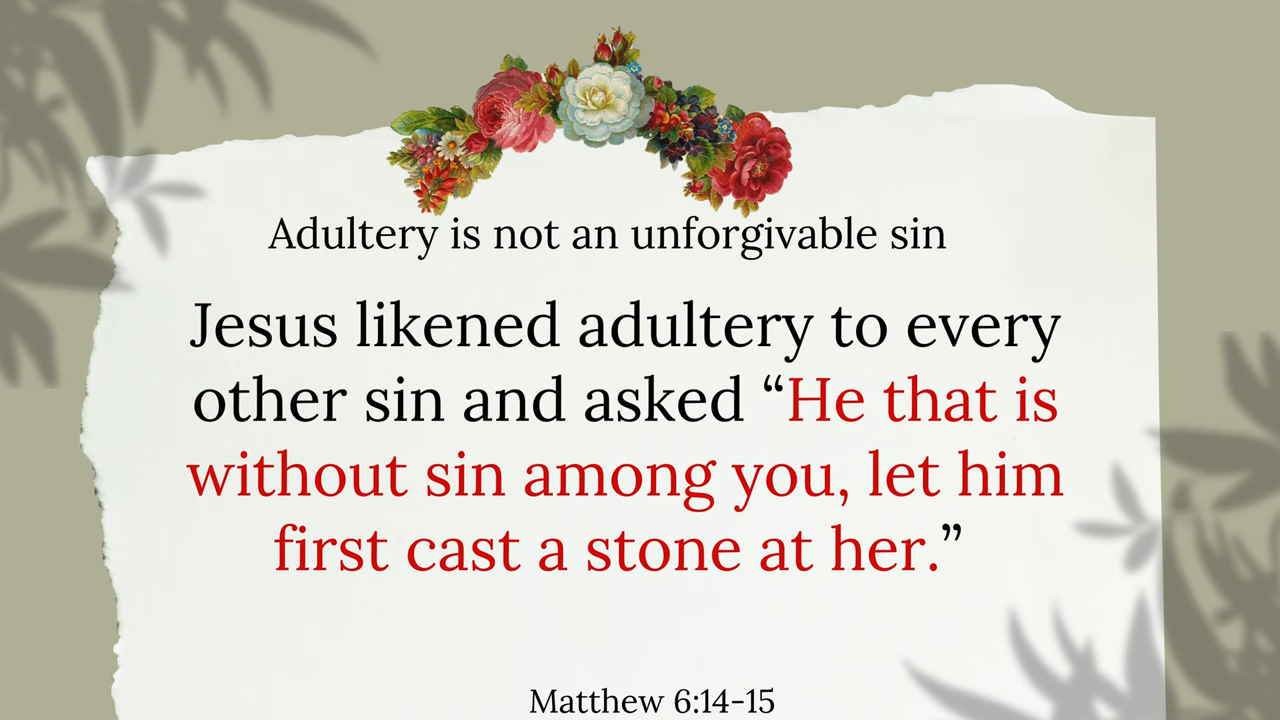 Adultery is not an unforgivable sin
Jesus likened adultery to every
other sin and asked “He that is
without sin among you, let him
first cast a stone at her.”
Matthew 6:14-15